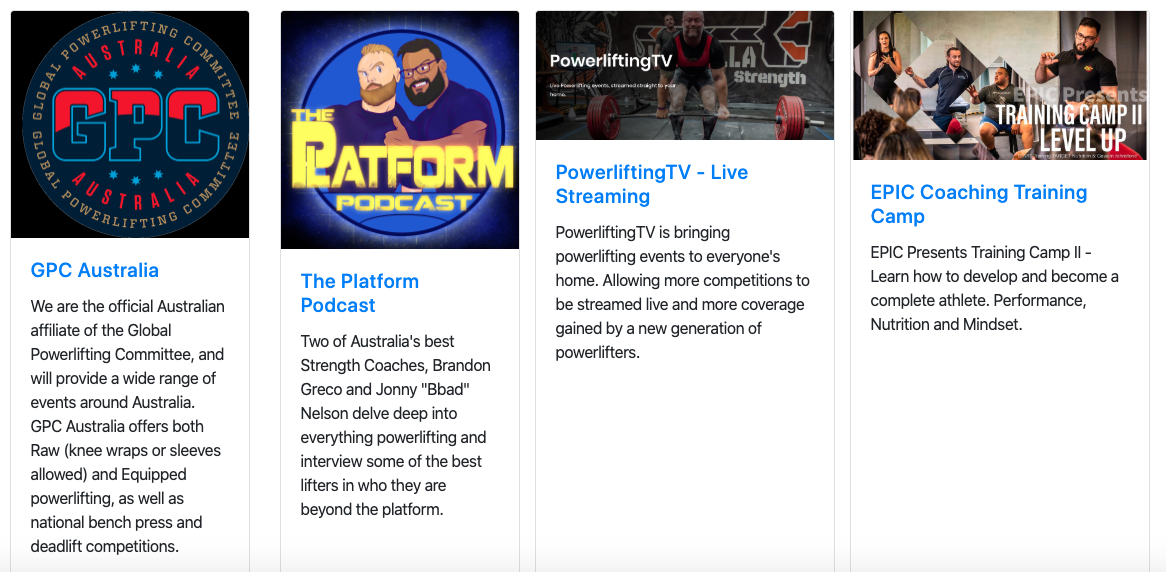 GLOBAL POWERLIFTING COMMITTEE
AUSTRALIA
GPC
AUSTRALIA
GLOBAL POWERLIFTING COMMITTEE
GPC Australia
We are the official Australian
affiliate of the Global
Powerlifting Committee, and
will provide a wide range of
events around Australia.
GPC Australia offers both
Raw (knee wraps or sleeves
allowed) and Equipped
powerlifting, as well as
national bench press and
deadlift competitions.
THE
PLATFORM
PODCAST
The Platform
Podcast
Two of Australia's best
Strength Coaches, Brandon
Greco and Jonny "Bbad"
Nelson delve deep into
everything powerlifting and
interview some of the best
lifters in who they are
beyond the platform.
PowerliftingTV
Live Powerlifting events, streamed straight to your
home.
Strength
PowerliftingTV - Live
Streaming
PowerliftingTV is bringing
powerlifting events to everyone's
home. Allowing more competitions to
be streamed live and more coverage
gained by a new generation of
powerlifters.
EPIC Presents
TRAINING CAMP II
LEVEL UP
EPIC Coaching Training
Camp
EPIC Presents Training Camp II -
Learn how to develop and become a
complete athlete. Performance,
Nutrition and Mindset.